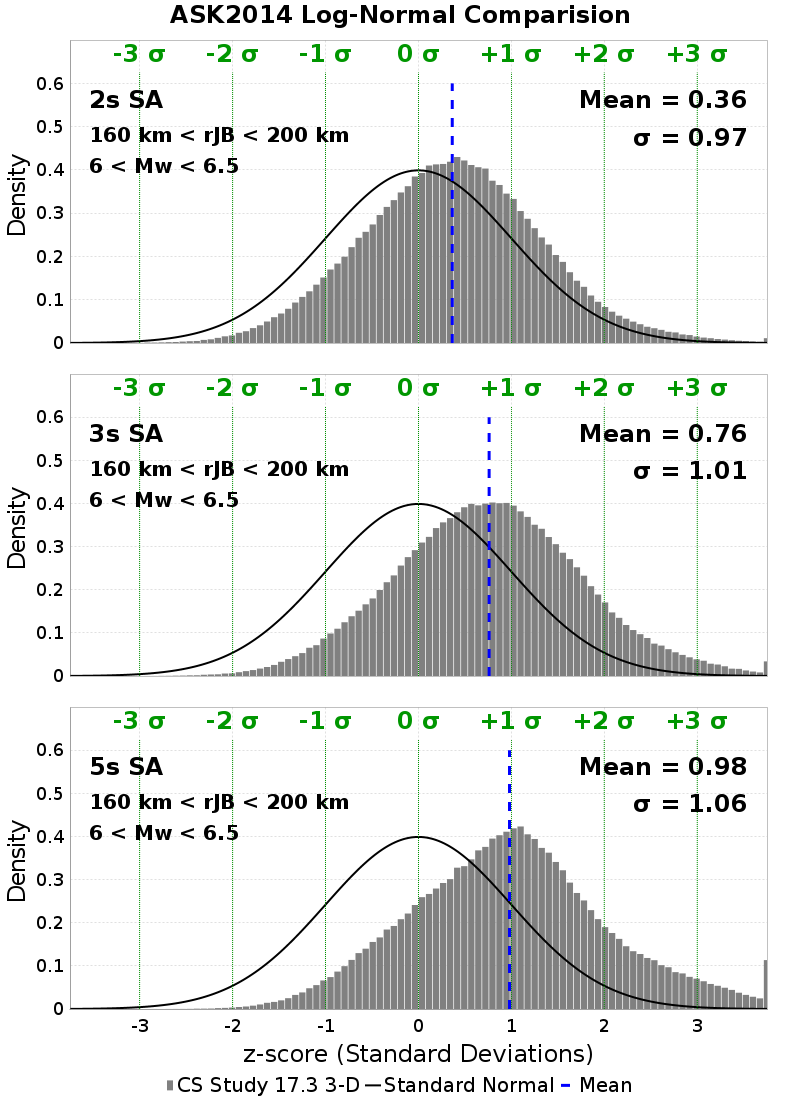 ASK2014 Log-Normal Comparision
-3 σ -2 σ -1 σ 0 σ +1 σ +2 σ +3 σ
2s SA
160 km < rJB < 200 km
6 < Mw < 6.5
Mean = 0.36
σ = 0.97
Density
0.6
0.5
0.4
0.3
0.2
0.1
0
-3 σ -2 σ -1 σ 0 σ +1 σ +2 σ +3 σ
3s SA
160 km < rJB < 200 km
6 < Mw < 6.5
Mean = 0.76
σ = 1.01
Density
0.6
0.5
0.4
0.3
0.2
0.1
0
-3 σ -2 σ -1 σ 0 σ +1 σ +2 σ +3 σ
5s SA
160 km < rJB < 200 km
6 < Mw < 6.5
Mean = 0.98
σ = 1.06
Density
0.6
0.5
0.4
0.3
0.2
0.1
0
-3 -2 -1 0 1 2 3
z-score (Standard Deviations)
CS Study 17.3 3-D Standard Normal Mean